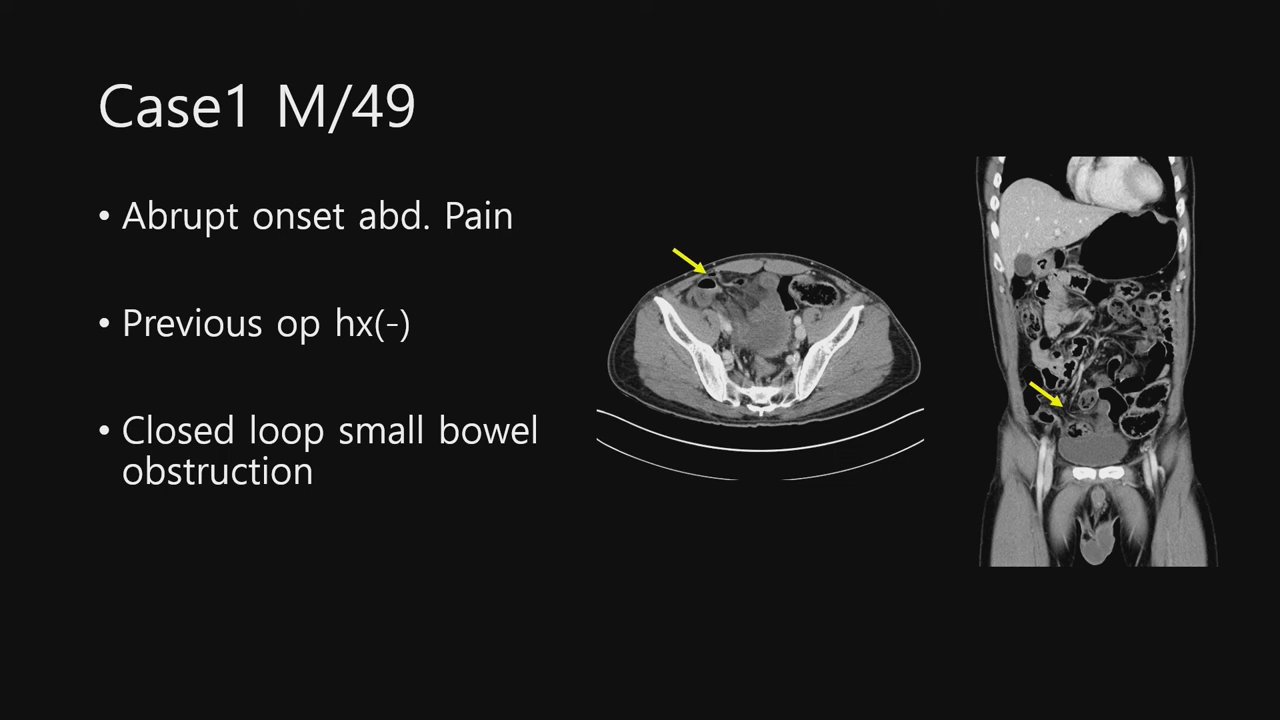 Case1 M/49
• Abrupt onset abd. Pain
• Previous op hx(-)
• Closed loop small bowel
obstruction